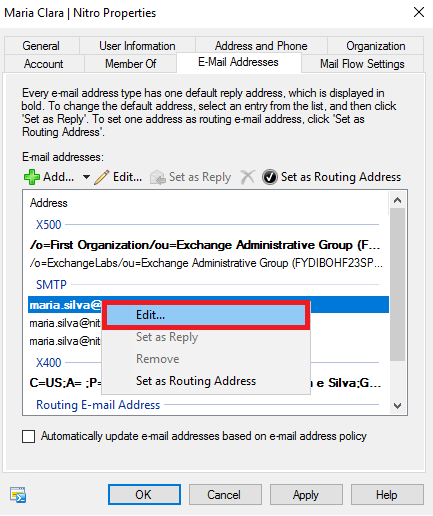 Maria Clara | Nitro Properties
General
User Information
Address and Phone
Organization
Account
Member Of
E-Mail Addresses
Mail Flow Settings
Every e-mail address type has one default reply address, which is displayed in
bold. To change the default address, select an entry from the list, and then click
'Set as Reply'. To set one address as routing e-mail address, click 'Set as
Routing Address'.
E-mail addresses:
Add...
Edit...
Set as Reply
Set as Routing Address
Address
X500
/o=First Organization/ou=Exchange Administrative Group (F...
/o=ExchangeLabs/ou=Exchange Administrative Group (FYDIBOHF23SP...
SMTP
maria.silva@
maria.silva@nit
maria.silva@nit
Edit...
Set as Reply
Remove
Set as Routing Address
X400
C=US;A= ;P= e Silva;G...
Routing E-mail Address
Automatically update e-mail addresses based on e-mail address policy
OK
Cancel
Apply
Help